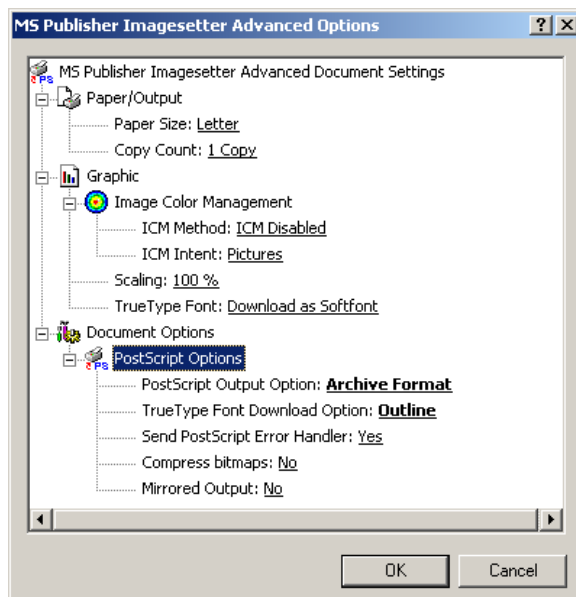 MS Publisher Imagesetter Advanced Options
MS Publisher Imagesetter Advanced Document Settings
Paper/Output
Paper Size: Letter
Copy Count: 1 Copy
Graphic
Image Color Management
ICM Method: ICM Disabled
ICM Intent: Pictures
Scaling: 100 %
TrueType Font: Download as Softfont
Document Options
PostScript Options
PostScript Output Option: Archive Format
TrueType Font Download Option: Outline
Send PostScript Error Handler: Yes
Compress bitmaps: No
Mirrored Output: No
OK Cancel